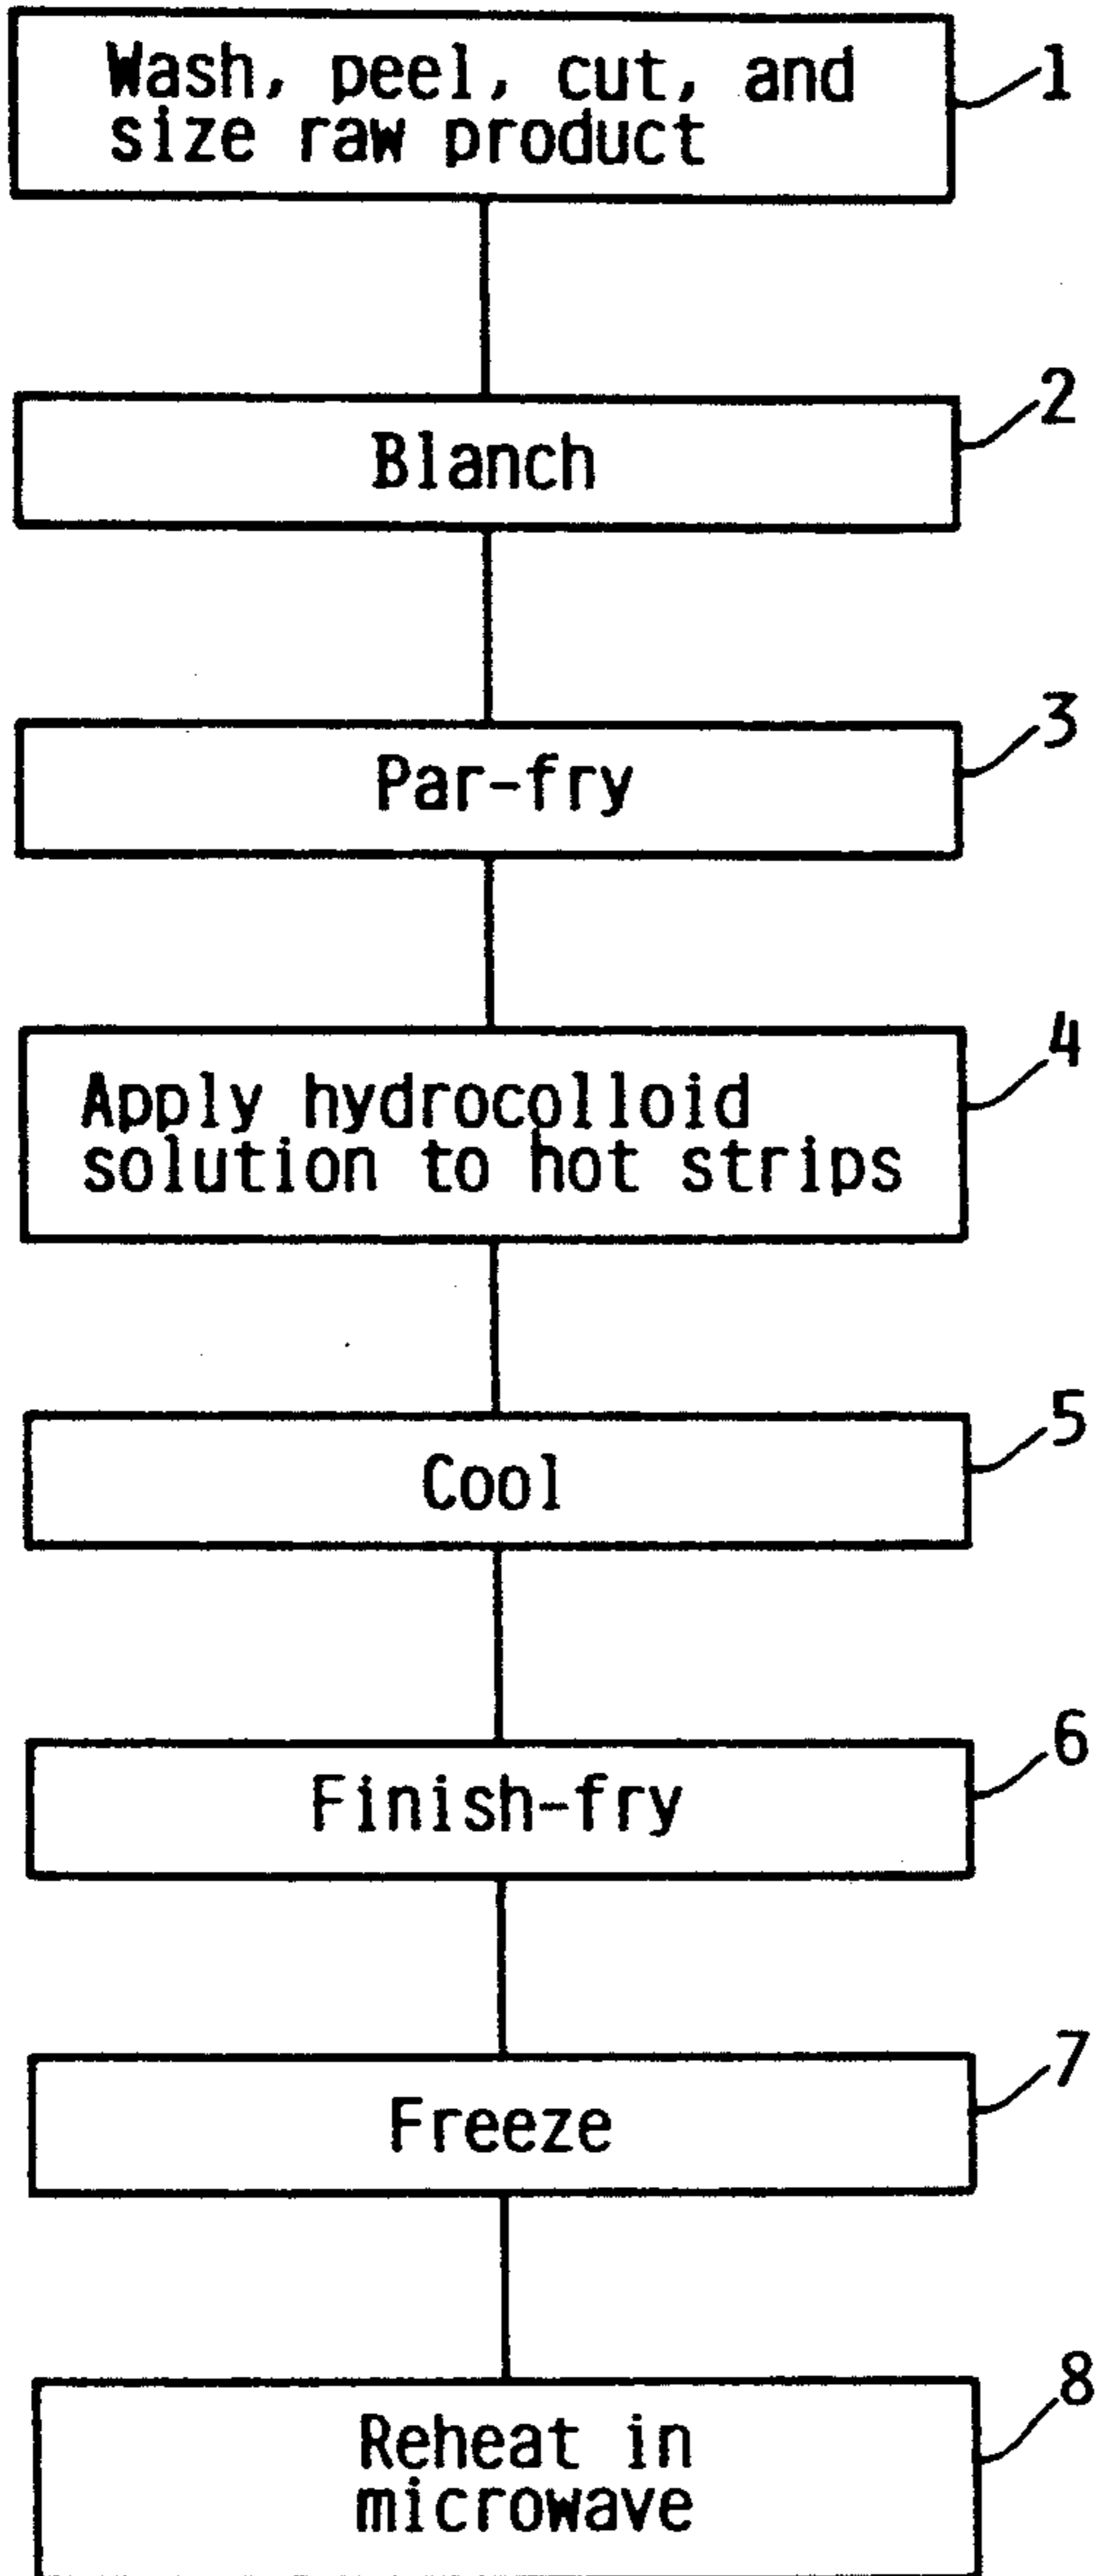 Wash, peel, cut, and
size raw product
1
Blanch
2
Par-fry
3
Apply hydrocolloid
solution to hot strips
4
Cool
5
Finish-fry
6
Freeze
7
Reheat in
microwave
8